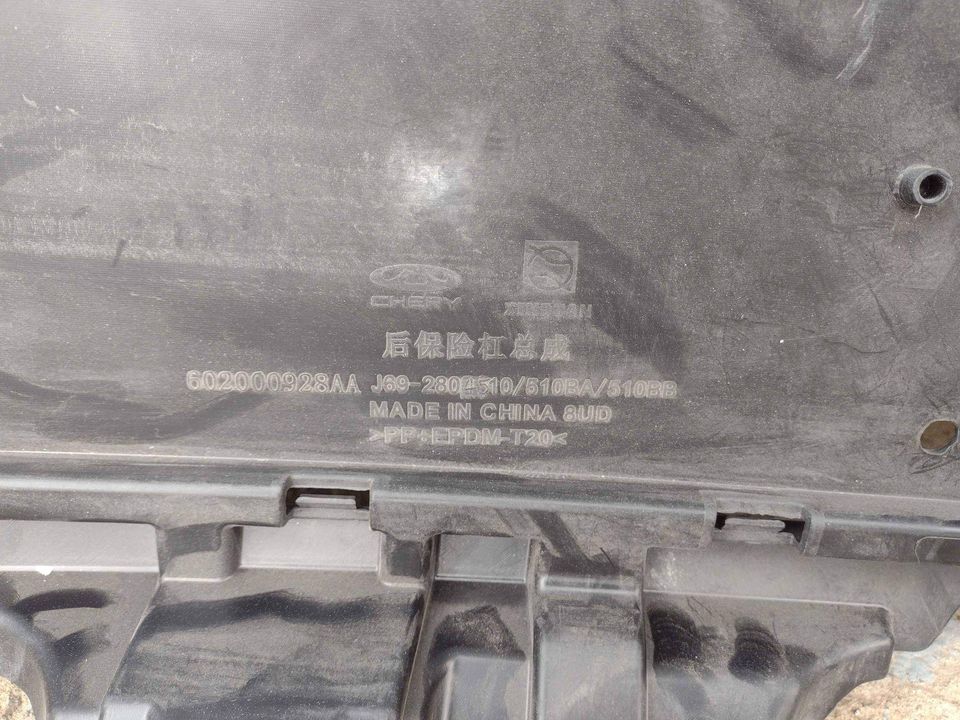 CHERY
后保险杠总成
602000928AA J69-2804510/510BA/510BB
MADE IN CHINA 8UD
>PP+EPDM-T20<